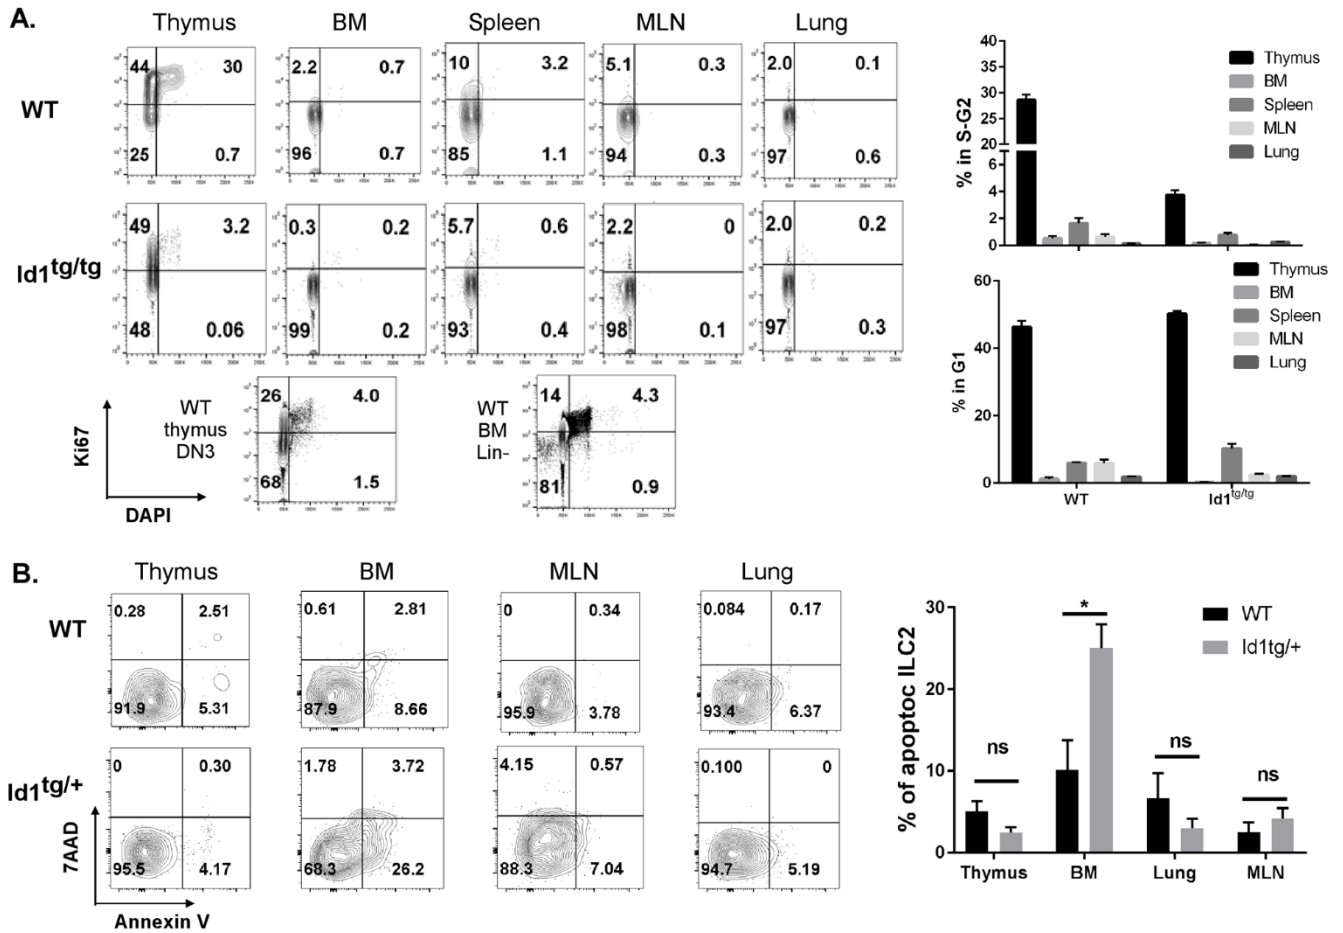 A.
Thymus BM Spleen MLN Lung
WT
44 30
25 0.7
2.2 0.7
96 0.7
10 3.2
85 1.1
5.1 0.3
94 0.3
2.0 0.1
97 0.6
Id1tg/tg
49 3.2
48 0.06
0.3 0.2
99 0.2
5.7 0.6
93 0.4
2.2 0
98 0.1
2.0 0.2
97 0.3
WT
thymus
DN3
26 4.0
68 1.5
WT
BM
Lin-
14 4.3
81 0.9
Ki67
DAPI
% in S-G2
40
35
30
25
20
6
4
2
0
Thymus
BM
Spleen
MLN
Lung
% in G1
60
40
20
0
Thymus
BM
Spleen
MLN
Lung
WT Id1tg/tg
B.
Thymus BM MLN Lung
WT
0.28 2.51
91.9 5.31
0.61 2.81
87.9 8.66
0 0.34
95.9 3.78
0.084 0.17
93.4 6.37
Id1tg/+
0 0.30
95.5 4.17
1.78 3.72
68.3 26.2
4.15 0.57
88.3 7.04
0.100 0
94.7 5.19
7AAD
Annexin V
% of apoptoc ILC2
30
20
10
0
WT
Id1tg/+
ns
*
ns
ns
Thymus BM Lung MLN